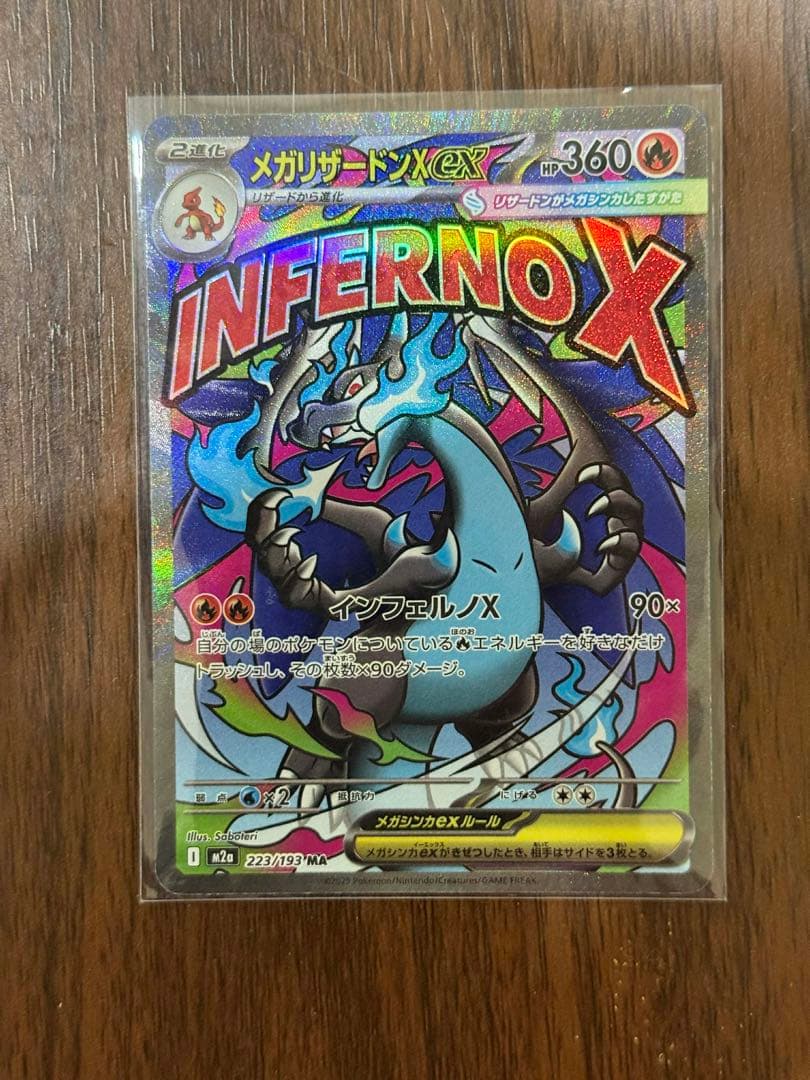 2進化
メガリザードンXex
HP360
リザードから進化
リザードンがメガシンカしたすがた
INFERNOX
インフェルノX 90×
自分の場のポケモンについているエネルギーを好きなだけ
トラッシュし、その枚数×90ダメージ。
弱点 ×2 抵抗力 にげる
メガシンカexルール
メガシンカexがきぜつしたとき、相手はサイドを3枚とる。
Illus. Saboteri
I m2a 223/193 MA
©2025 Pokémon/Nintendo/Creatures/GAME FREAK.